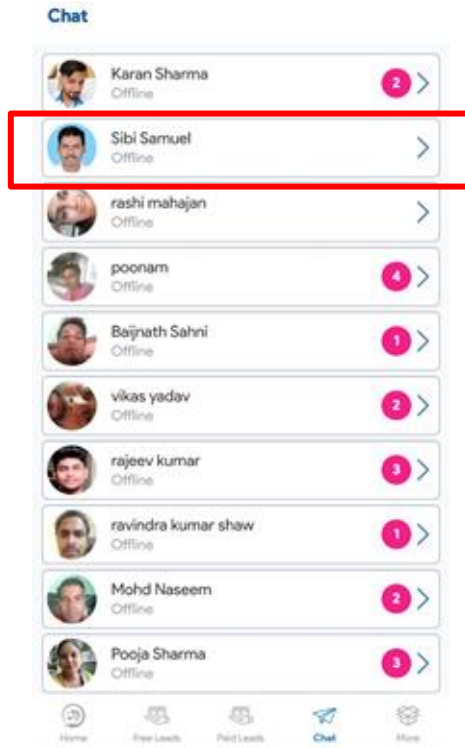 Chat
Karan Sharma
Offline
2
Sibi Samuel
Offline
rashi mahajan
Offline
poonam
Offline
4
Baijnath Sahni
Offline
1
vikas yadav
Offline
2
rajeev kumar
Offline
3
ravindra kumar shaw
Offline
1
Mohd Naseem
Offline
2
Pooja Sharma
Offline
3
Home Free Leads Paid Leads Chat More